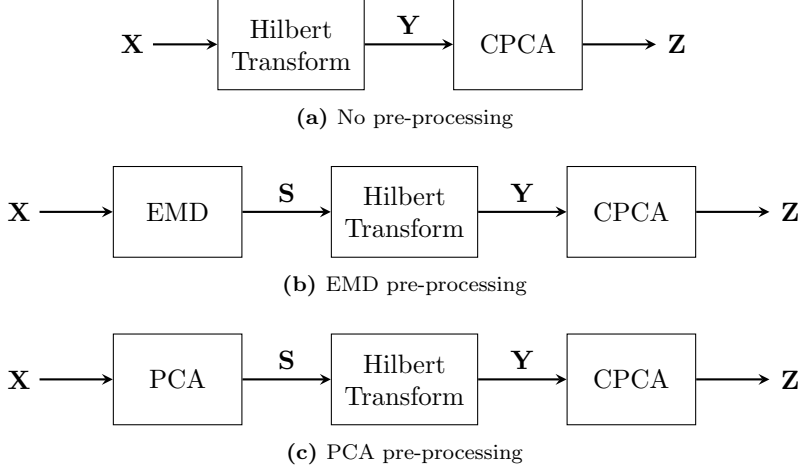 X
Hilbert
Transform
Y
CPCA
Z
(a) No pre-processing
X
EMD
S
Hilbert
Transform
Y
CPCA
Z
(b) EMD pre-processing
X
PCA
S
Hilbert
Transform
Y
CPCA
Z
(c) PCA pre-processing